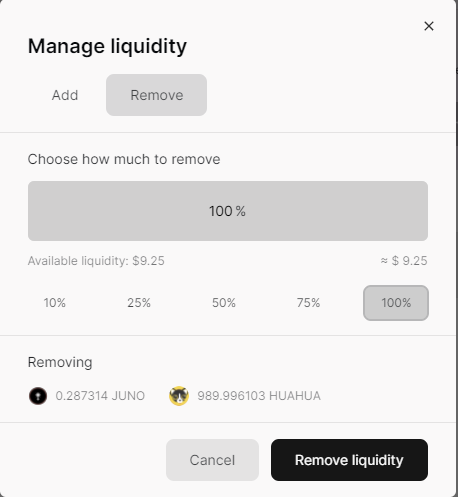 Manage liquidity
Add Remove
Choose how much to remove
100 %
Available liquidity: $9.25 ≈ $ 9.25
10% 25% 50% 75% 100%
Removing
0.287314 JUNO 989.996103 HUAHUA
Cancel Remove liquidity